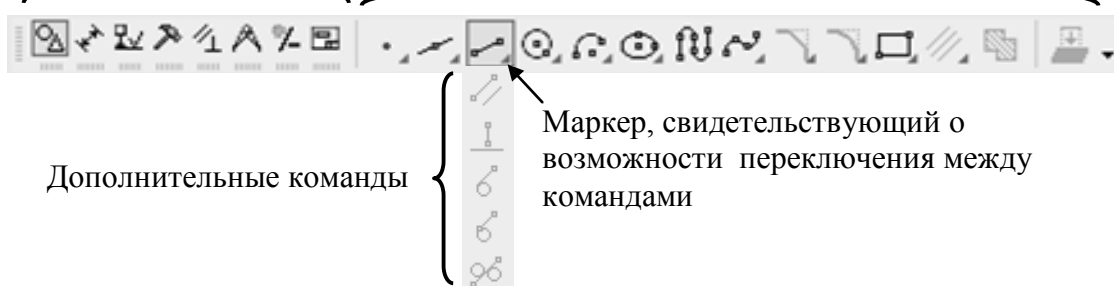 Маркер, свидетельствующий о
возможности переключения между
командами
Дополнительные команды